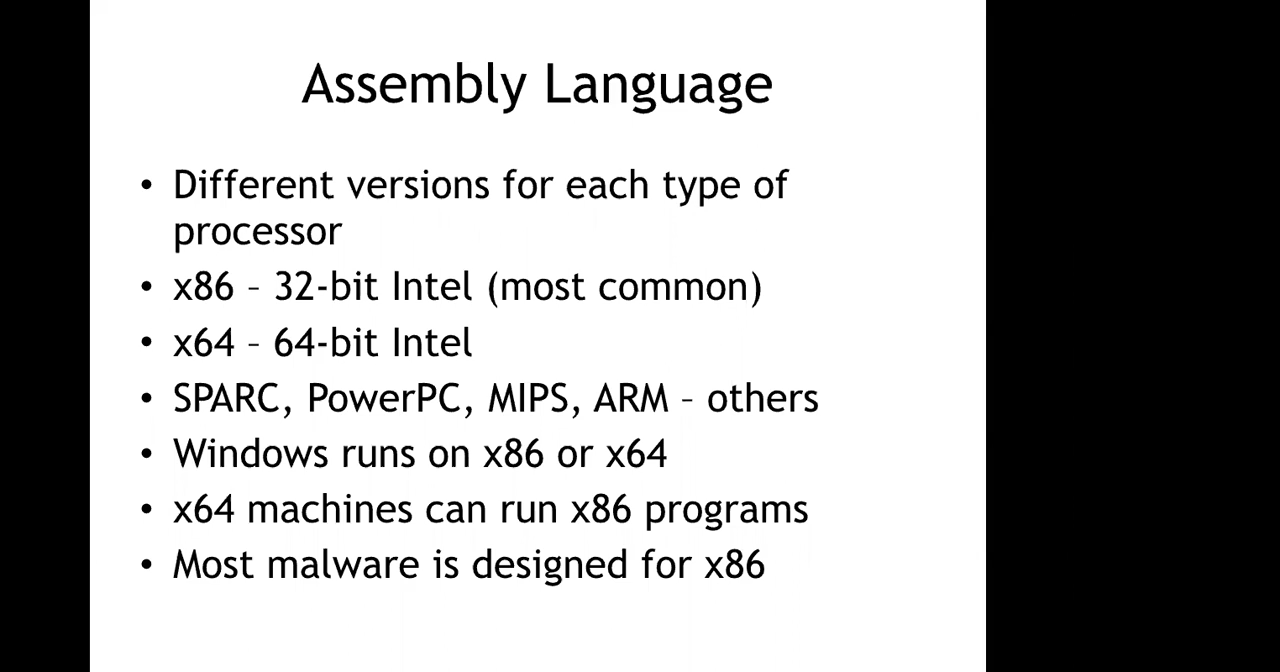 Assembly Language
• Different versions for each type of
processor
• x86 – 32-bit Intel (most common)
• x64 – 64-bit Intel
• SPARC, PowerPC, MIPS, ARM – others
• Windows runs on x86 or x64
• x64 machines can run x86 programs
• Most malware is designed for x86